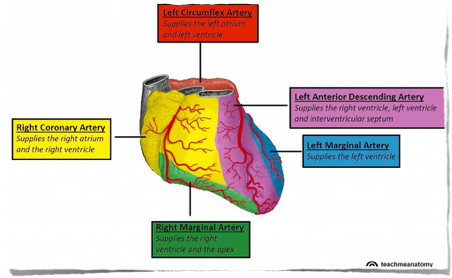 Left Circumflex Artery
Supplies the left atrium
and left ventricle
Left Anterior Descending Artery
Supplies the right ventricle, left ventricle
and interventricular septum
Right Coronary Artery
Supplies the right atrium
and the right ventricle
Left Marginal Artery
Supplies the left ventricle
Right Marginal Artery
Supplies the right
ventricle and the apex
teachmeanatomy